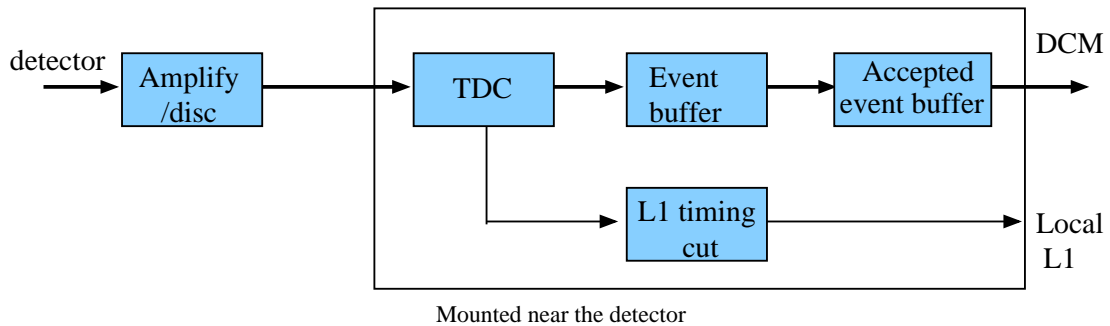 detector
Amplify
/disc
TDC
Event
buffer
Accepted
event buffer
DCM
L1 timing
cut
Local
L1
Mounted near the detector